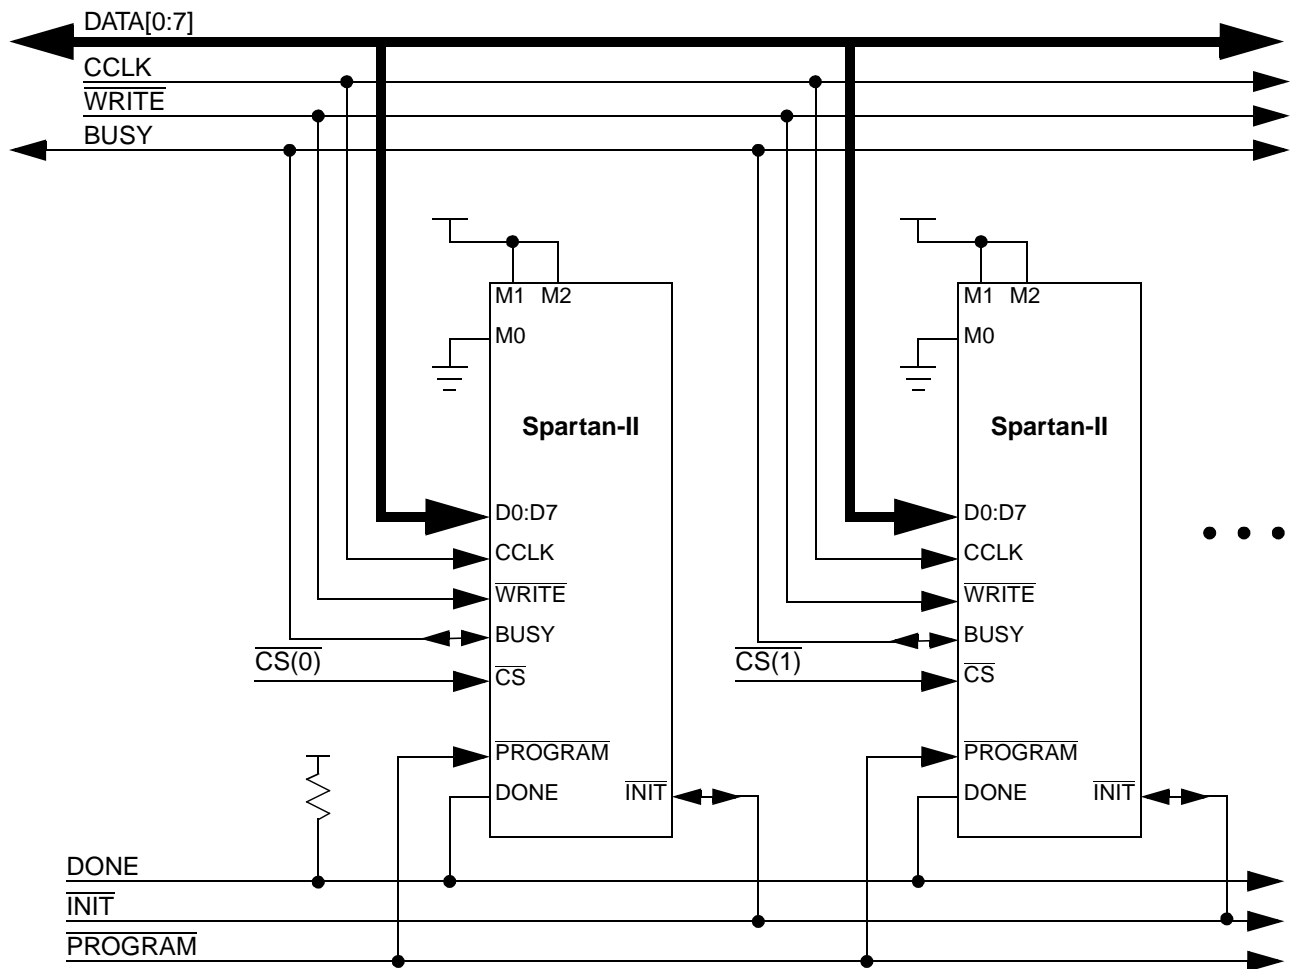 DATA[0:7]
CCLK
WRITE
BUSY
M1 M2
M0
Spartan-II
D0:D7
CCLK
WRITE
BUSY
CS(0)
CS
PROGRAM
DONE INIT
M1 M2
M0
Spartan-II
D0:D7
CCLK
WRITE
BUSY
CS(1)
CS
PROGRAM
DONE INIT
DONE
INIT
PROGRAM